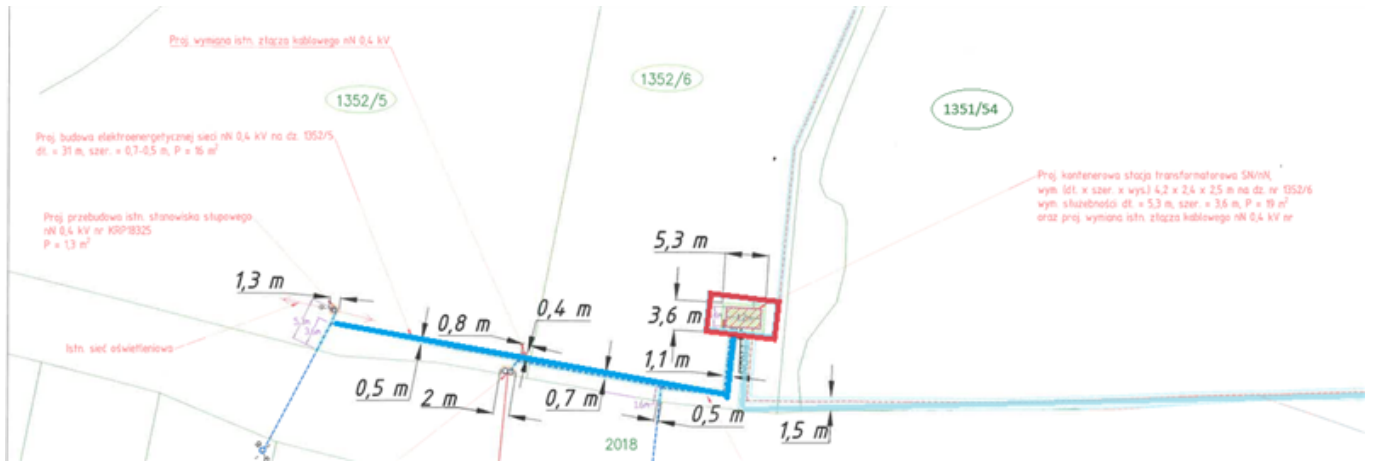 Proj. wymiana istn. złącza kablowego nN 0,4 kV
1352/5
1352/6
1351/54
Proj. budowa elektroenergetycznej sieci nN 0,4 kV na dz. 1352/5
dł. = 31 m, szer. = 0,7-0,5 m, P = 16 m²
Proj. kontenerowa stacja transformatorowa SN/nN,
wym. (dł. x szer. x wys.) 4,2 x 2,4 x 2,5 m na dz. nr 1352/6
wym. służebności: dł. = 5,3 m, szer. = 3,6 m, P = 19 m²
oraz proj. wymiana istn. złącza kablowego nN 0,4 kV nr
Proj. przebudowa istn. stanowiska słupowego
nN 0,4 kV nr KRP18325
P = 1,3 m²
5,3 m
1,3 m
3,6 m
0,8 m
0,4 m
Istn. sieć oświetleniowa
1,1 m
0,5 m
2 m
0,7 m
0,5 m
1,5 m
2018